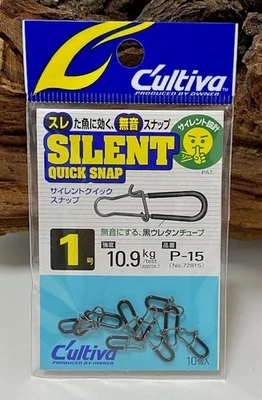 C'ultiva
PRODUCED BY OWNER
スレた魚に効く、無音スナップ
サイレント設計
SILENT
PAT.
QUICK SNAP
サイレントクイック
スナップ
無音にする、黒ウレタンチューブ
1号
強度 10.9kg/test (approx.)
品番 P-15
(No.72815)
C'ultiva
PRODUCED BY OWNER
10個入